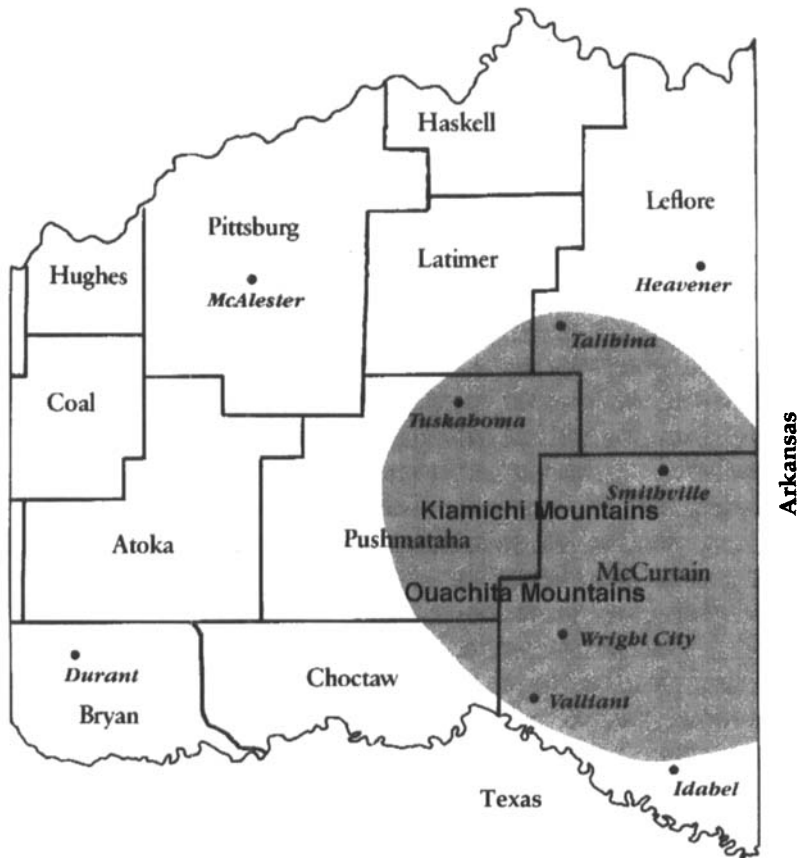 Haskell
Leflore
Pittsburg
Latimer
Hughes
Heavener
McAlester
Talibina
Coal
Tuskaboma
Arkansas
Smithville
Kiamichi Mountains
Atoka
Pushmataha
McCurtain
Ouachita Mountains
Wright City
Durant
Choctaw
Valliant
Bryan
Idabel
Texas